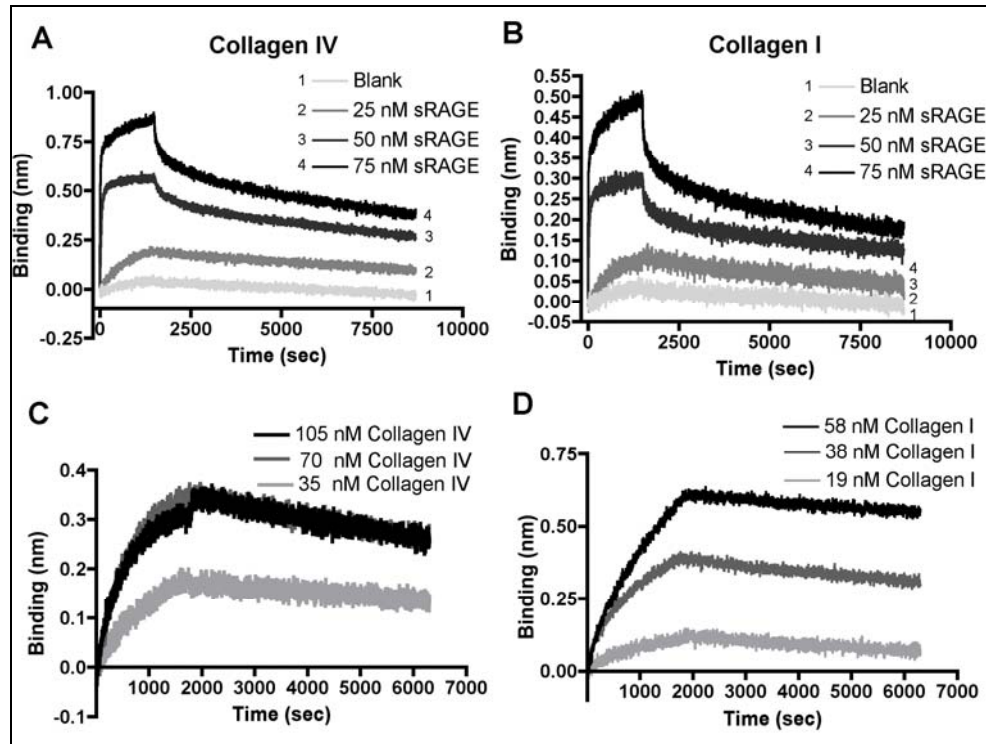 A
Collagen IV
1 Blank
2 25 nM sRAGE
3 50 nM sRAGE
4 75 nM sRAGE
Binding (nm)
1.00
0.75
0.50
0.25
0.00
-0.25
4
3
2
1
0 2500 5000 7500 10000
Time (sec)
B
Collagen I
1 Blank
2 25 nM sRAGE
3 50 nM sRAGE
4 75 nM sRAGE
Binding (nm)
0.55
0.50
0.45
0.40
0.35
0.30
0.25
0.20
0.15
0.10
0.05
0.00
-0.05
4
3
2
1
0 2500 5000 7500 10000
Time (sec)
C
105 nM Collagen IV
70 nM Collagen IV
35 nM Collagen IV
Binding (nm)
0.4
0.3
0.2
0.1
0.0
-0.1
1000 2000 3000 4000 5000 6000 7000
Time (sec)
D
58 nM Collagen I
38 nM Collagen I
19 nM Collagen I
Binding (nm)
0.75
0.50
0.25
0.00
1000 2000 3000 4000 5000 6000 7000
Time (sec)